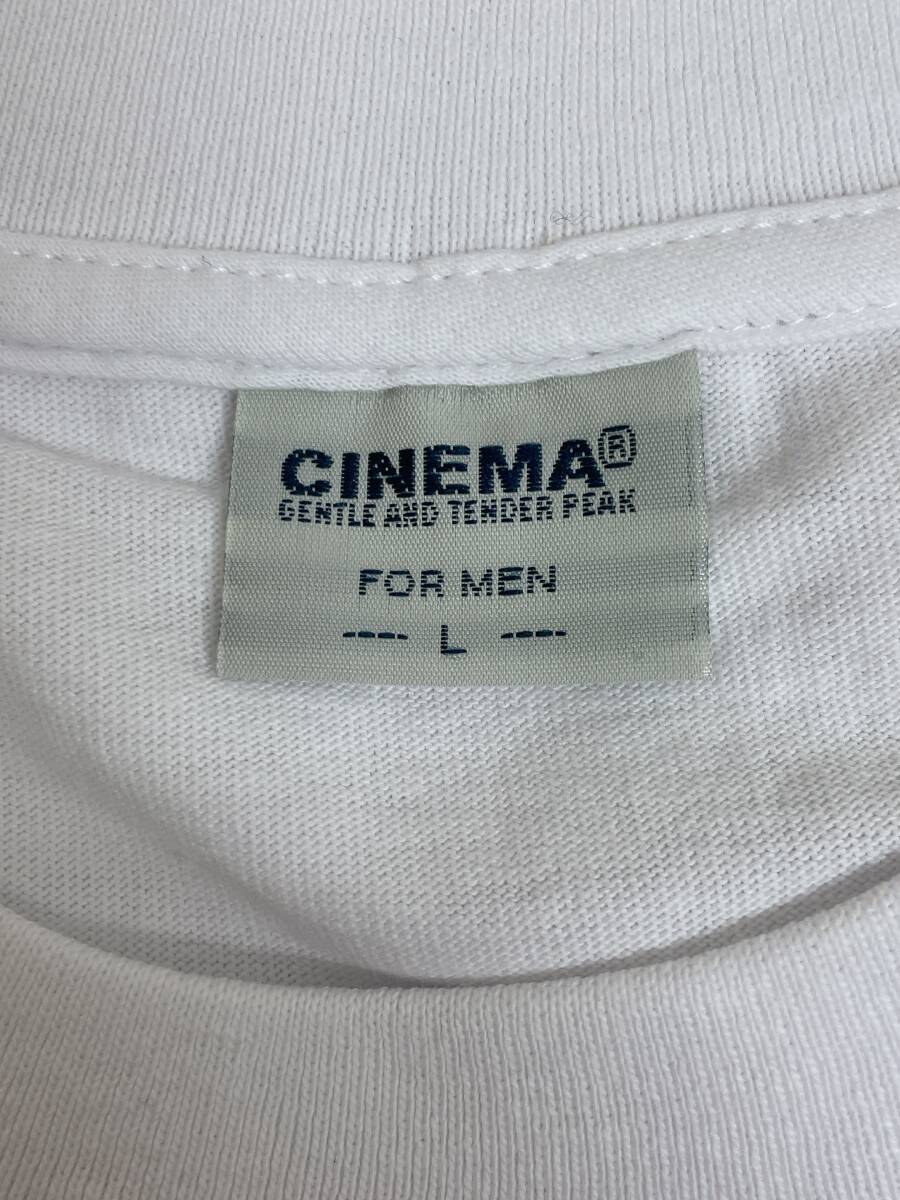 CINEMA®
GENTLE AND TENDER PEAK
FOR MEN
---- L ----